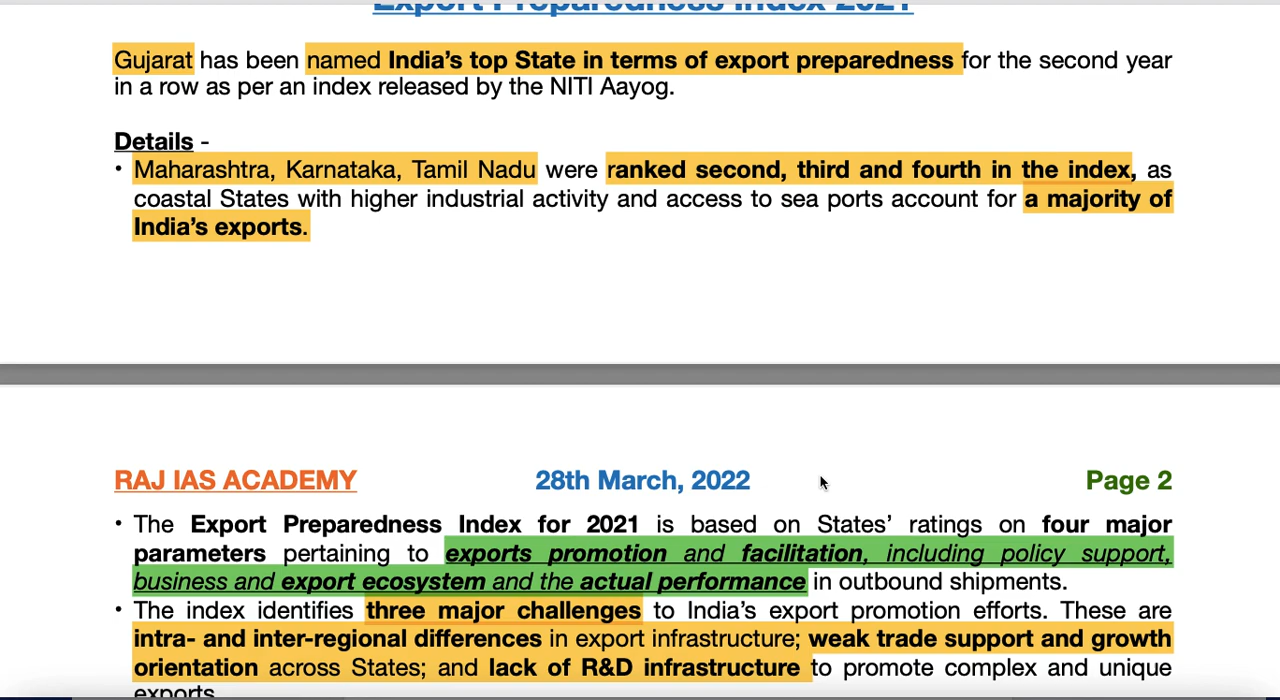 Export Preparedness Index 2021
Gujarat has been named India's top State in terms of export preparedness for the second year
in a row as per an index released by the NITI Aayog.
Details -
• Maharashtra, Karnataka, Tamil Nadu were ranked second, third and fourth in the index, as
coastal States with higher industrial activity and access to sea ports account for a majority of
India's exports.
RAJ IAS ACADEMY 28th March, 2022 Page 2
• The Export Preparedness Index for 2021 is based on States' ratings on four major
parameters pertaining to exports promotion and facilitation, including policy support,
business and export ecosystem and the actual performance in outbound shipments.
• The index identifies three major challenges to India's export promotion efforts. These are
intra- and inter-regional differences in export infrastructure; weak trade support and growth
orientation across States; and lack of R&D infrastructure to promote complex and unique
exports.